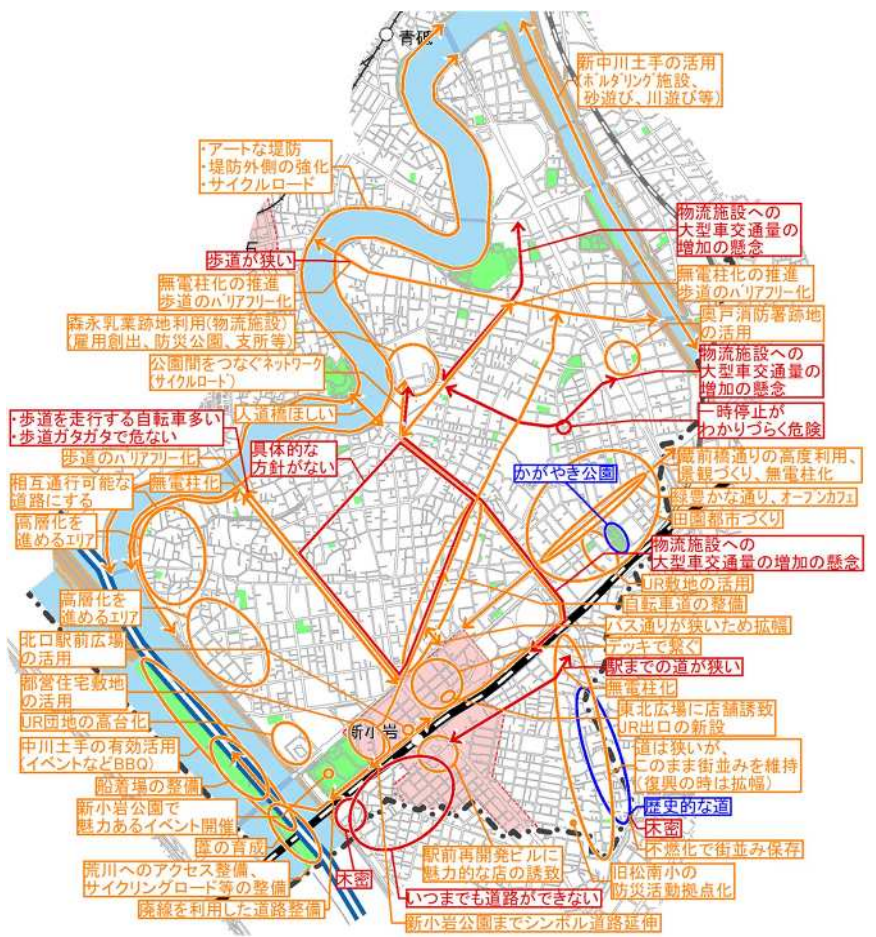 青砥
新中川土手の活用
(ボルダリング施設、
砂遊び、川遊び等)
・アートな堤防
・堤防外側の強化
・サイクルロード
物流施設への
大型車交通量の
増加の懸念
歩道が狭い
無電柱化の推進
歩道のバリアフリー化
無電柱化の推進
歩道のバリアフリー化
森永乳業跡地利用(物流施設)
(雇用創出、防災公園、支所等)
奥戸消防署跡地
の活用
公園間をつなぐネットワーク
(サイクルロード)
物流施設への
大型車交通量の
増加の懸念
人道橋ほしい
・歩道を走行する自転車多い
・歩道ガタガタで危ない
一時停止が
わかりづらく危険
具体的な
方針がない
歩道のバリアフリー化
蔵前橋通りの高度利用、
景観づくり、無電柱化
かがやき公園
相互通行可能な
道路にする
無電柱化
緑豊かな通り、オープンカフェ
田園都市づくり
高層化を
進めるエリア
物流施設への
大型車交通量の増加の懸念
UR敷地の活用
高層化を
進めるエリア
自転車道の整備
バス通りが狭いため拡幅
北口駅前広場
の活用
デッキで繋ぐ
駅までの道が狭い
都営住宅敷地
の活用
無電柱化
東北広場に店舗誘致
JR出口の新設
UR団地の高台化
新小岩
中川土手の有効活用
(イベントなどBBQ)
道は狭いが、
このまま街並みを維持
(復興の時は拡幅)
船着場の整備
新小岩公園で
魅力あるイベント開催
歴史的な道
木密
葦の育成
不燃化で街並み保存
駅前再開発ビルに
魅力的な店の誘致
荒川へのアクセス整備、
サイクリングロード等の整備
木密
旧松南小の
防災活動拠点化
いつまでも道路ができない
廃線を利用した道路整備
新小岩公園までシンボル道路延伸